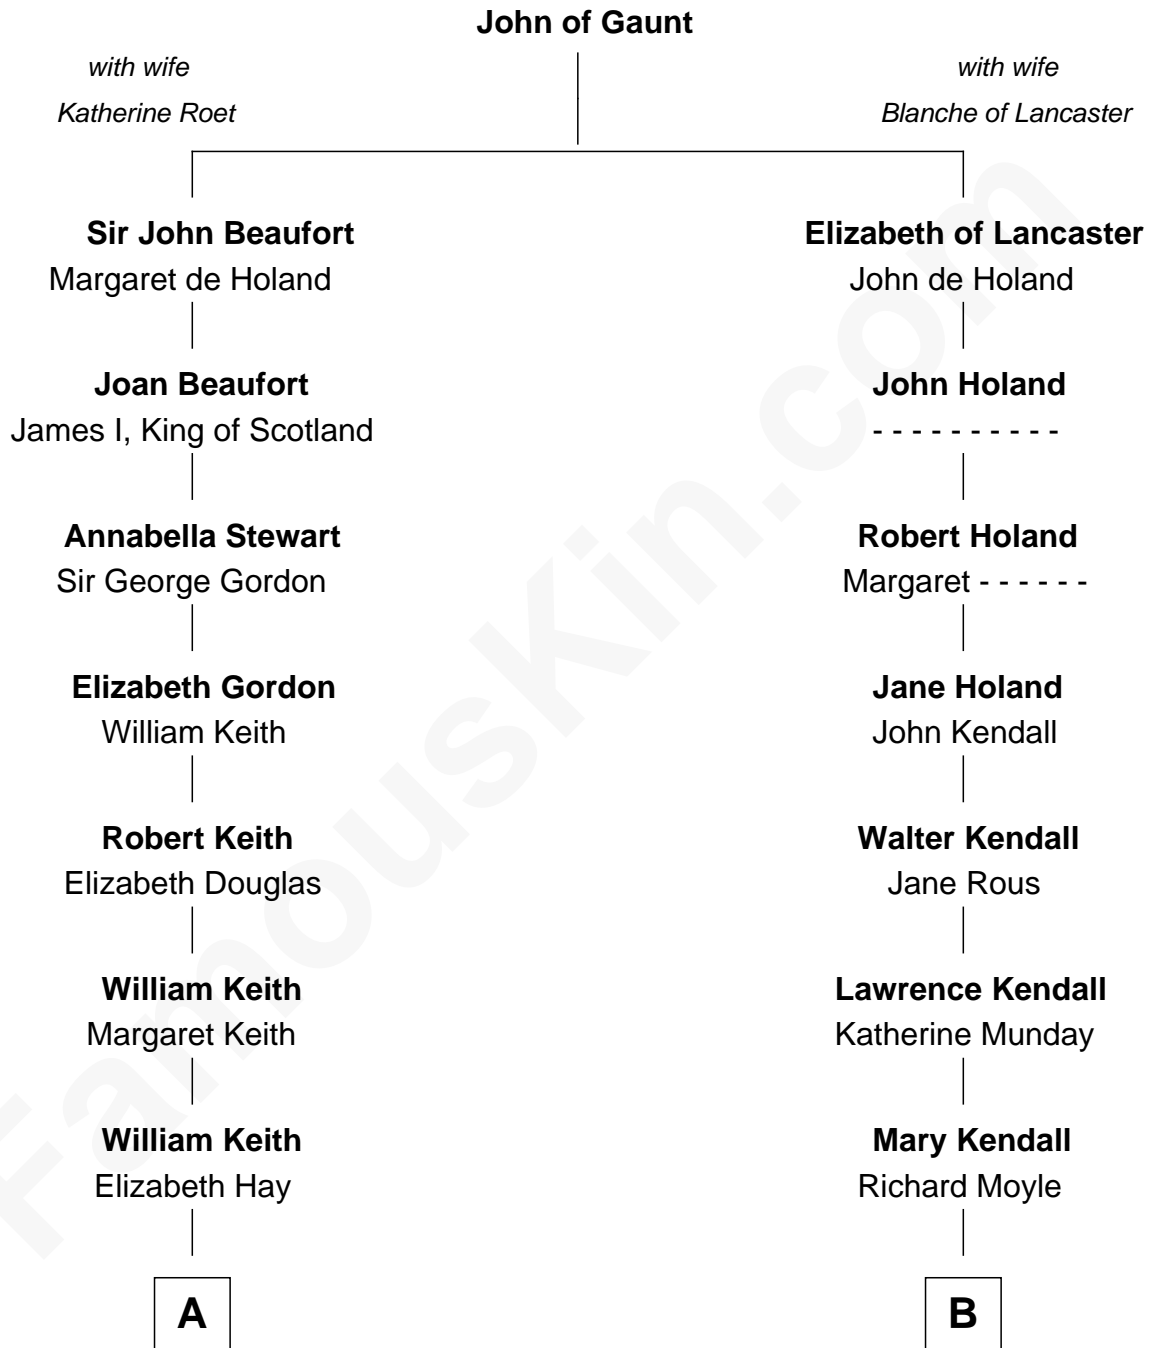 John of Gaunt
with wife
Katherine Roet
with wife
Blanche of Lancaster
Sir John Beaufort
Margaret de Holand
Elizabeth of Lancaster
John de Holand
Joan Beaufort
James I, King of Scotland
John Holand
- - - - - - - - - -
Annabella Stewart
Sir George Gordon
Robert Holand
Margaret - - - - - -
Elizabeth Gordon
William Keith
Jane Holand
John Kendall
Robert Keith
Elizabeth Douglas
Walter Kendall
Jane Rous
William Keith
Margaret Keith
Lawrence Kendall
Katherine Munday
William Keith
Elizabeth Hay
Mary Kendall
Richard Moyle
A
B
FamousKin.com